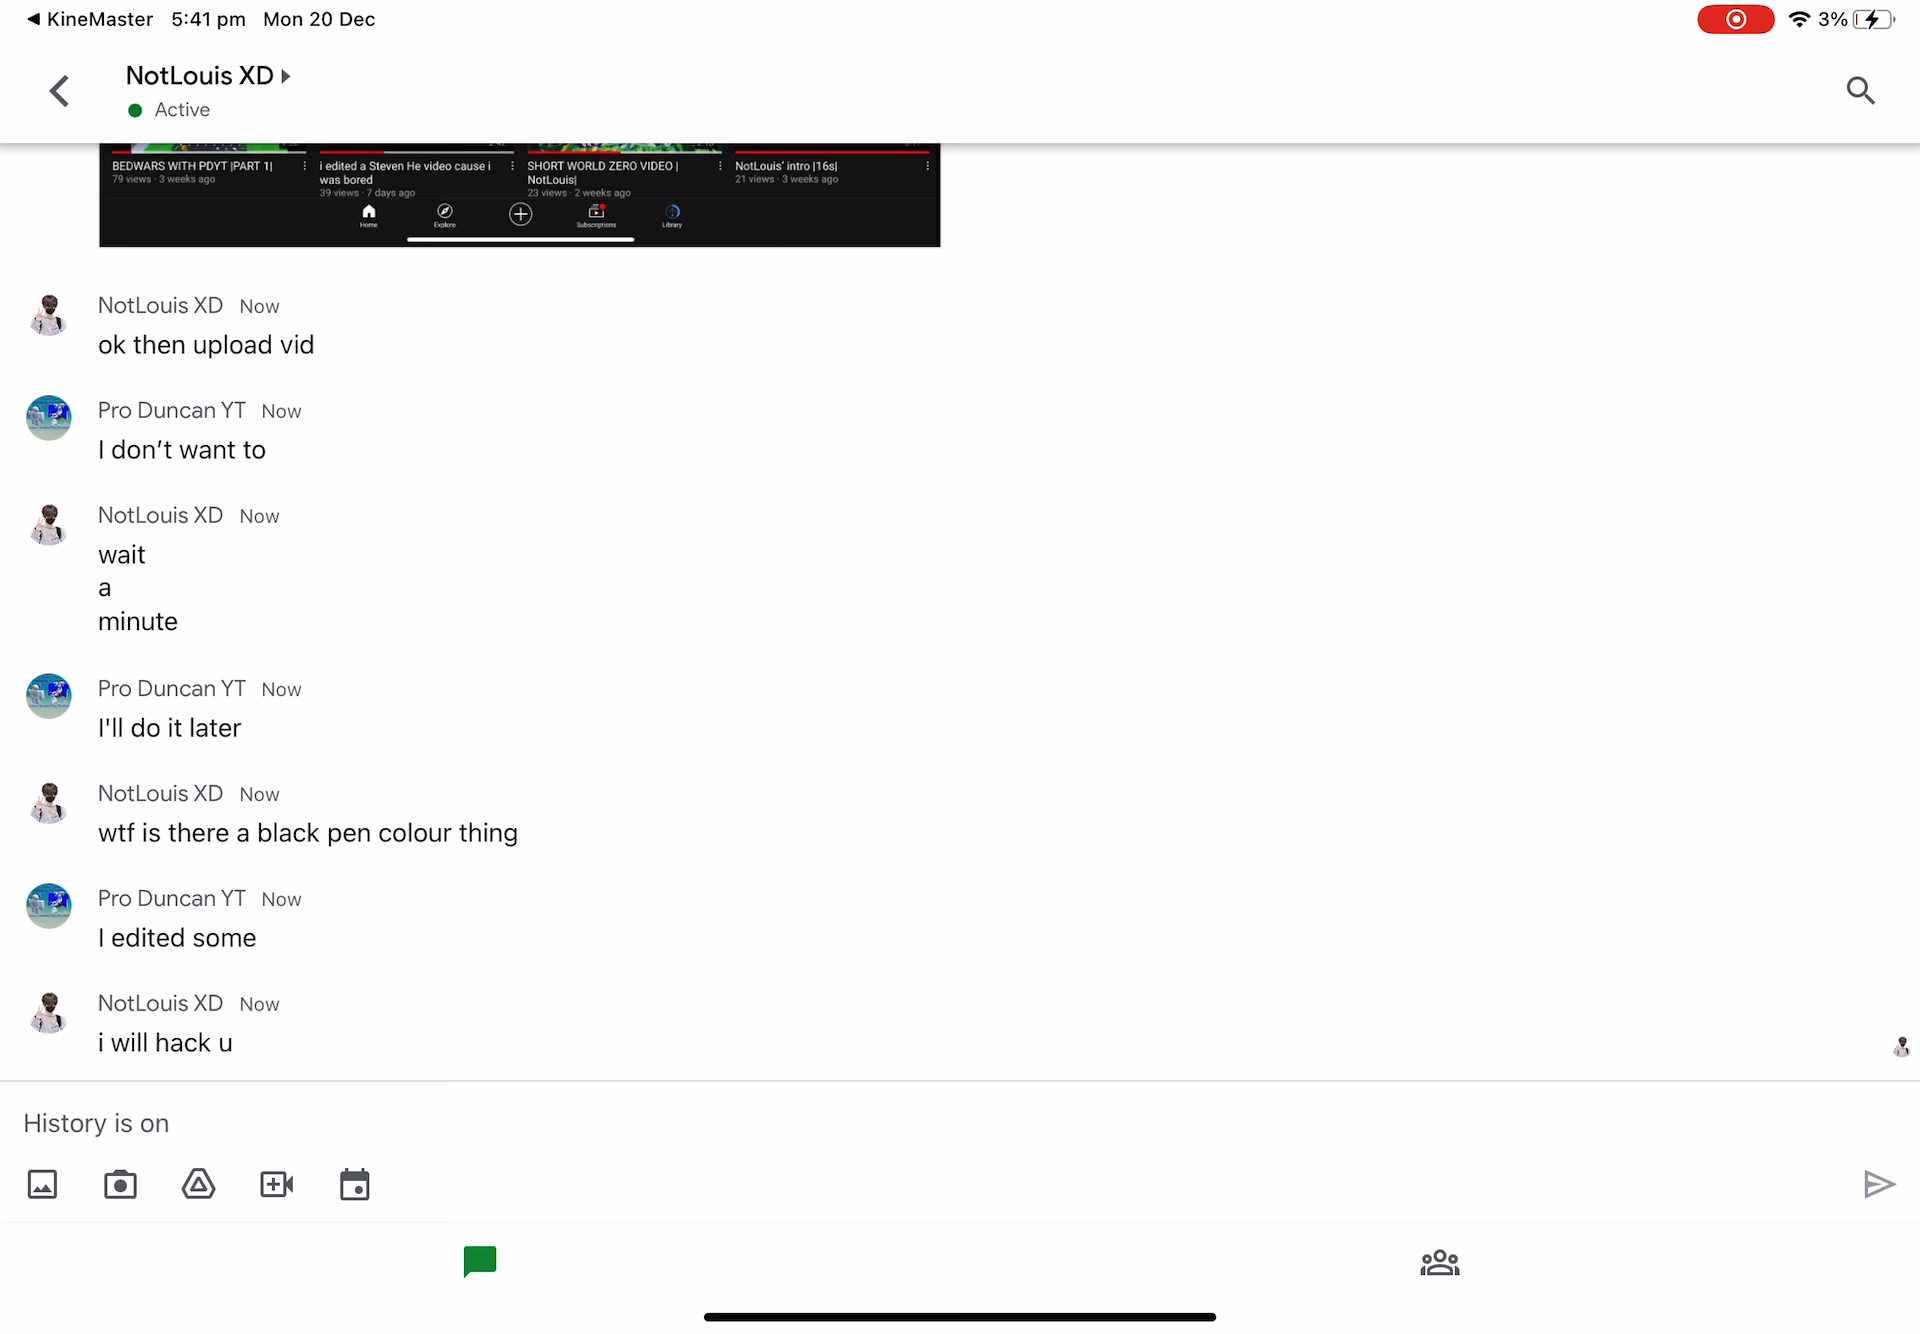 ◀ KineMaster 5:41 pm Mon 20 Dec 3%
NotLouis XD
Active
BEDWARS WITH PDYT |PART 1|
79 views · 3 weeks ago
i edited a Steven He video cause i
was bored
39 views · 7 days ago
SHORT WORLD ZERO VIDEO |
NotLouis|
23 views · 2 weeks ago
NotLouis' intro |16s|
21 views · 3 weeks ago
Home Explore Subscriptions Library
NotLouis XD Now
ok then upload vid
Pro Duncan YT Now
I don’t want to
NotLouis XD Now
wait
a
minute
Pro Duncan YT Now
I'll do it later
NotLouis XD Now
wtf is there a black pen colour thing
Pro Duncan YT Now
I edited some
NotLouis XD Now
i will hack u
History is on